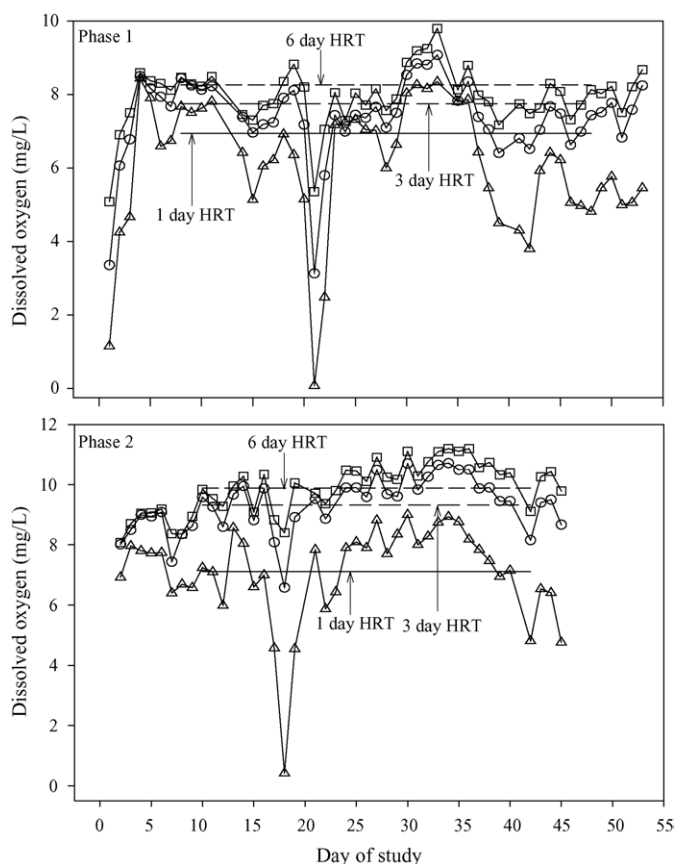 Phase 1
10
8
6
4
2
0
Dissolved oxygen (mg/L)
6 day HRT
3 day HRT
1 day HRT
Phase 2
12
10
8
6
4
2
0
Dissolved oxygen (mg/L)
6 day HRT
1 day HRT
3 day HRT
0 5 10 15 20 25 30 35 40 45 50 55
Day of study